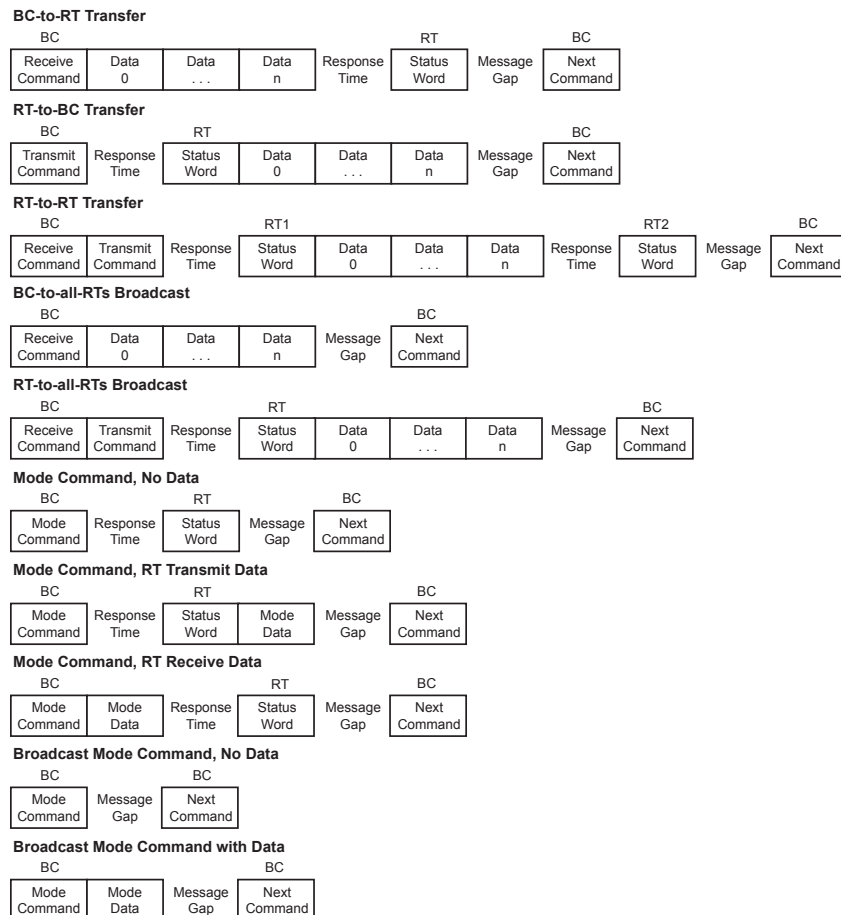 BC-to-RT Transfer
BC RT BC
Receive Data Data Data Response Status Message Next
Command 0 . . . n Time Word Gap Command
RT-to-BC Transfer
BC RT BC
Transmit Response Status Data Data Data Message Next
Command Time Word 0 . . . n Gap Command
RT-to-RT Transfer
BC RT1 RT2 BC
Receive Transmit Response Status Data Data Data Response Status Message Next
Command Command Time Word 0 . . . n Time Word Gap Command
BC-to-all-RTs Broadcast
BC BC
Receive Data Data Data Message Next
Command 0 . . . n Gap Command
RT-to-all-RTs Broadcast
BC RT BC
Receive Transmit Response Status Data Data Data Message Next
Command Command Time Word 0 . . . n Gap Command
Mode Command, No Data
BC RT BC
Mode Response Status Message Next
Command Time Word Gap Command
Mode Command, RT Transmit Data
BC RT BC
Mode Response Status Mode Message Next
Command Time Word Data Gap Command
Mode Command, RT Receive Data
BC RT BC
Mode Mode Response Status Message Next
Command Data Time Word Gap Command
Broadcast Mode Command, No Data
BC BC
Mode Message Next
Command Gap Command
Broadcast Mode Command with Data
BC BC
Mode Mode Message Next
Command Data Gap Command